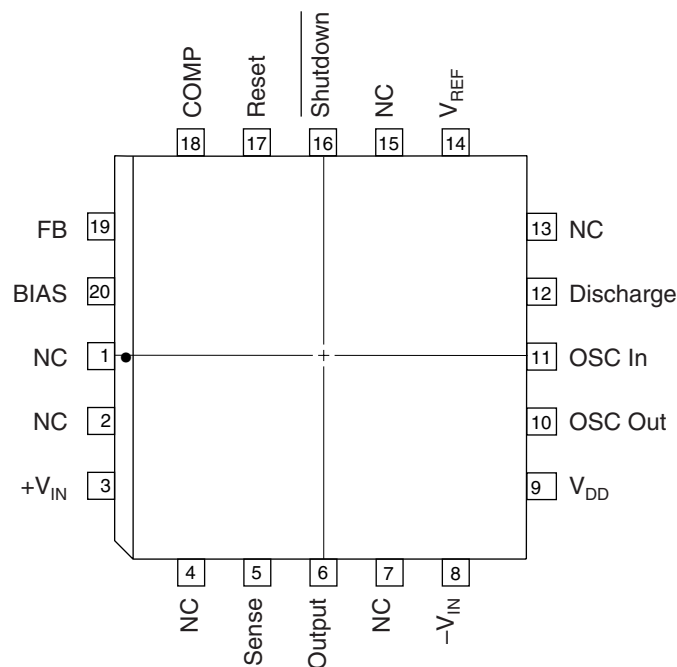 COMP
Reset
Shutdown
NC
VREF
18
17
16
15
14
FB 19
13 NC
BIAS 20
12 Discharge
NC 1
11 OSC In
NC 2
10 OSC Out
+VIN 3
9 VDD
4
5
6
7
8
NC
Sense
Output
NC
–VIN